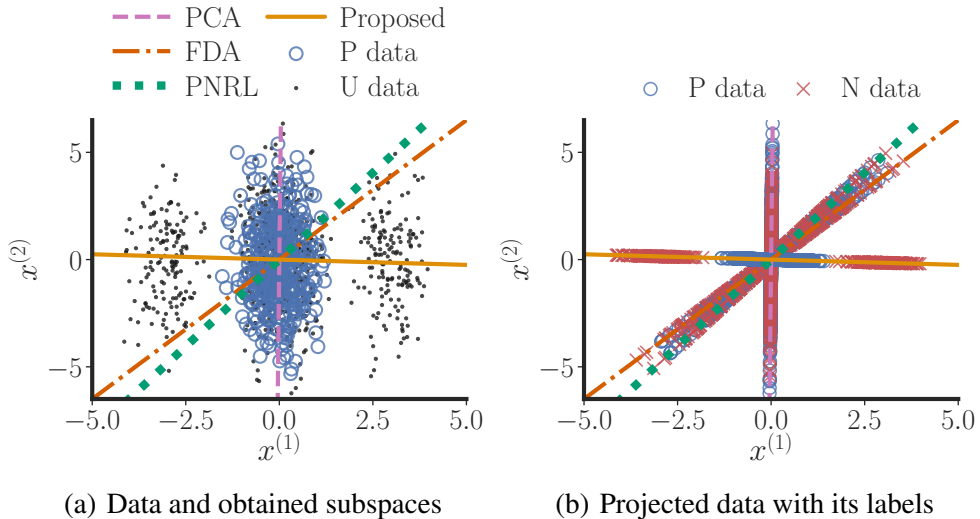 PCA
Proposed
FDA
P data
PNRL
U data
P data
N data
5
0
−5
x^(2)
−5.0
−2.5
0.0
2.5
5.0
x^(1)
5
0
−5
x^(2)
−5.0
−2.5
0.0
2.5
5.0
x^(1)
(a) Data and obtained subspaces
(b) Projected data with its labels